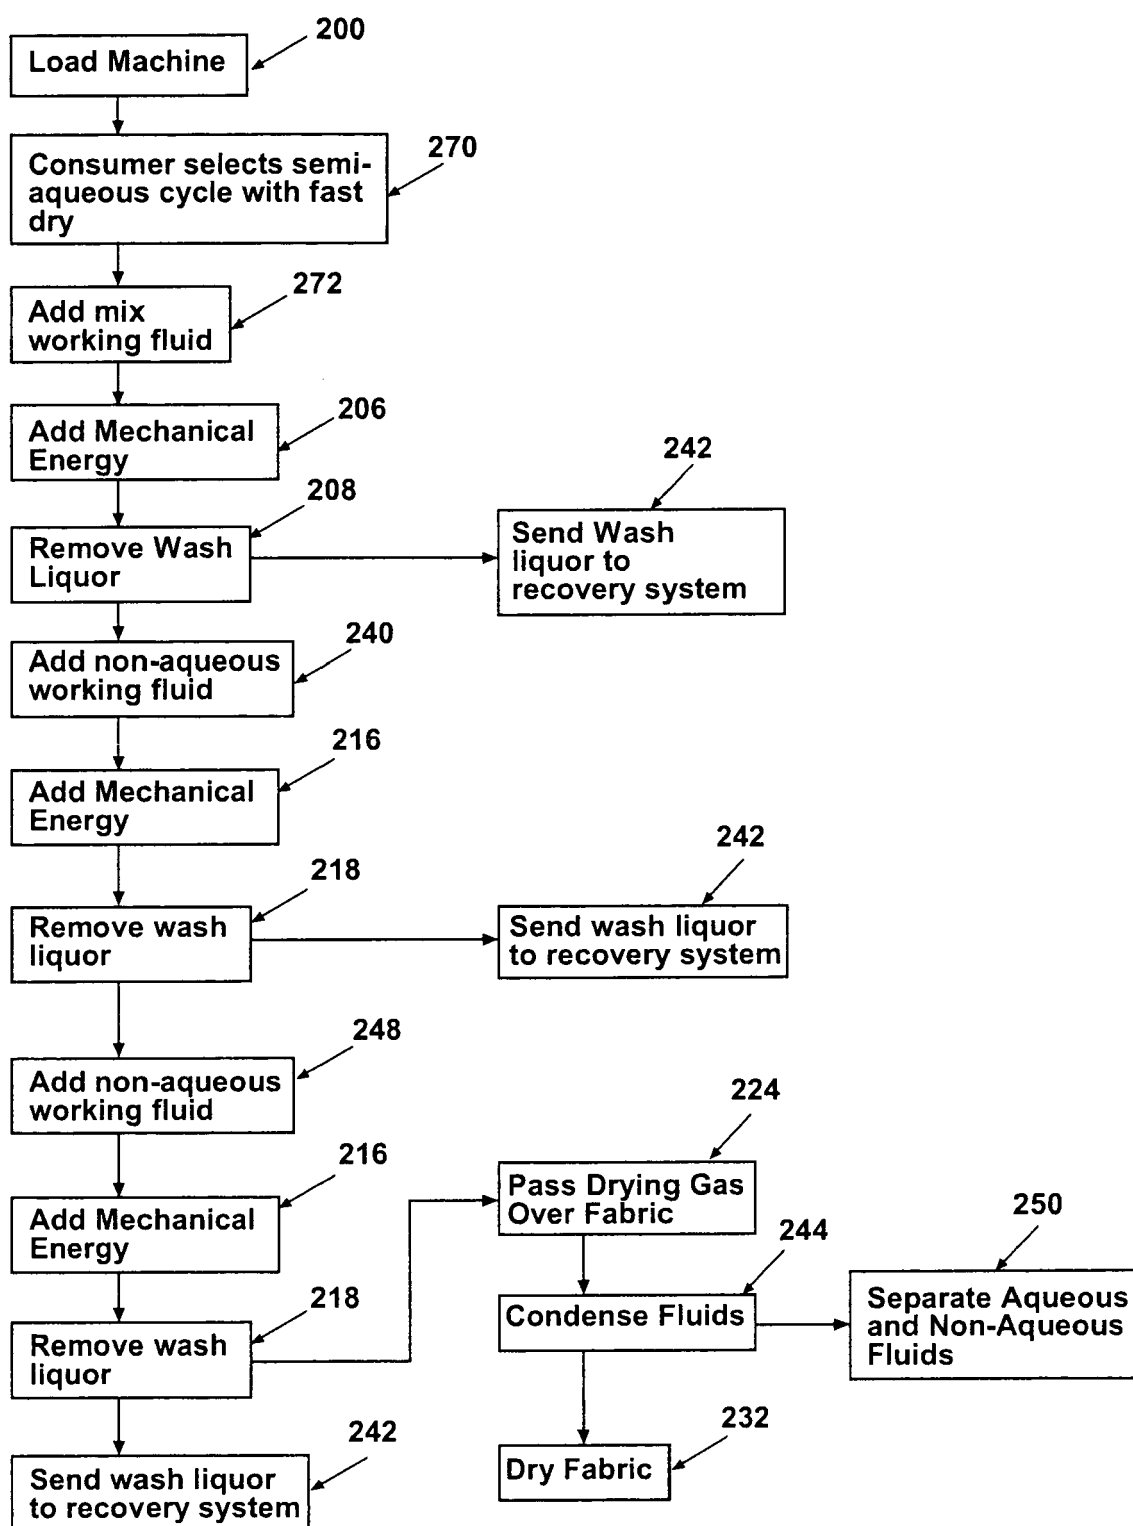 200
Load Machine
270
Consumer selects semi-
aqueous cycle with fast
dry
272
Add mix
working fluid
206
Add Mechanical
Energy
208
Remove Wash
Liquor
242
Send Wash
liquor to
recovery system
240
Add non-aqueous
working fluid
216
Add Mechanical
Energy
218
Remove wash
liquor
242
Send wash liquor
to recovery system
248
Add non-aqueous
working fluid
216
Add Mechanical
Energy
218
Remove wash
liquor
242
Send wash liquor
to recovery system
224
Pass Drying Gas
Over Fabric
244
Condense Fluids
250
Separate Aqueous
and Non-Aqueous
Fluids
232
Dry Fabric